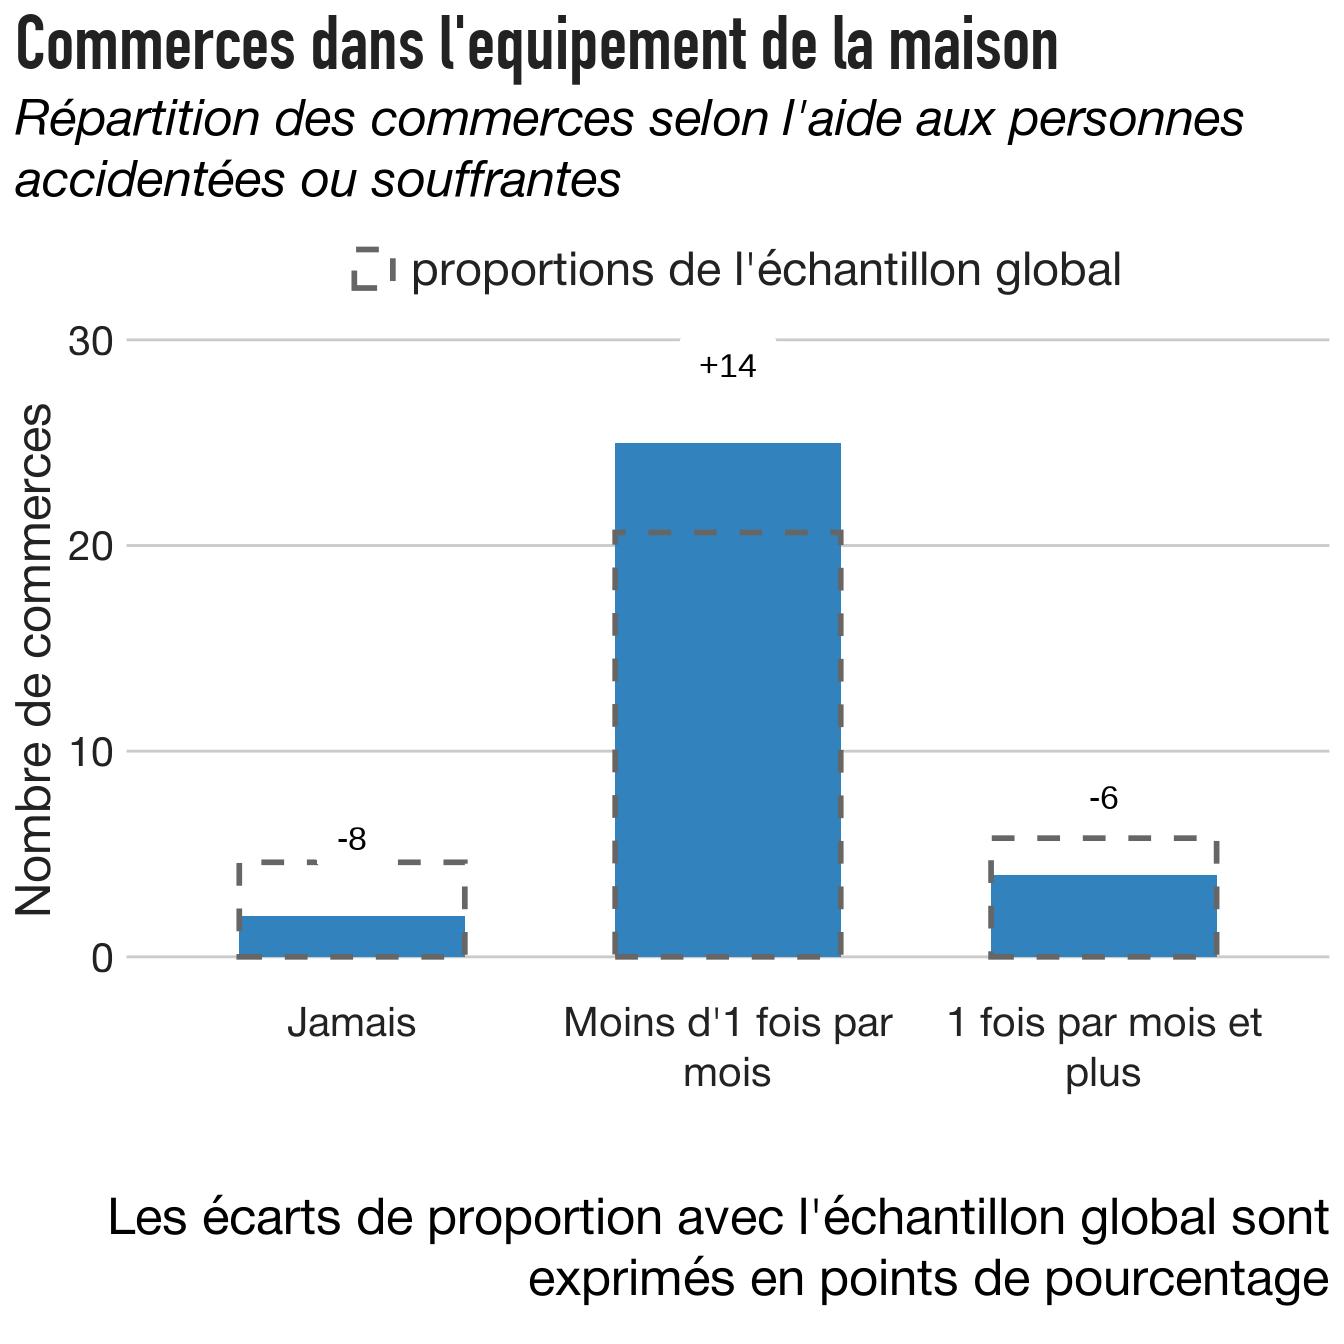 Commerces dans l'equipement de la maison
Répartition des commerces selon l'aide aux personnes
accidentées ou souffrantes
proportions de l'échantillon global
Nombre de commerces
30
20
10
0
+14
-8
-6
Jamais
Moins d'1 fois par
mois
1 fois par mois et
plus
Les écarts de proportion avec l'échantillon global sont
exprimés en points de pourcentage